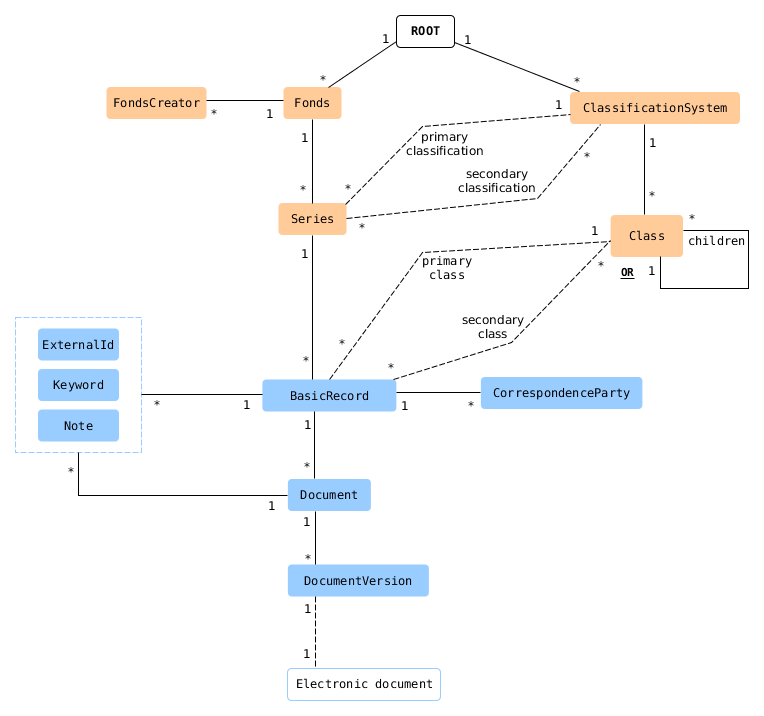 ROOT
1
1
*
*
FondsCreator
*
1
Fonds
1
ClassificationSystem
1
primary
classification
*
1
secondary
classification
*
*
*
Series
*
1
1
*
*
Class
children
1
OR
1
*
primary
class
*
secondary
class
*
*
*
ExternalId
Keyword
Note
*
1
BasicRecord
1
*
CorrespondenceParty
1
*
*
1
Document
1
*
DocumentVersion
1
1
Electronic document